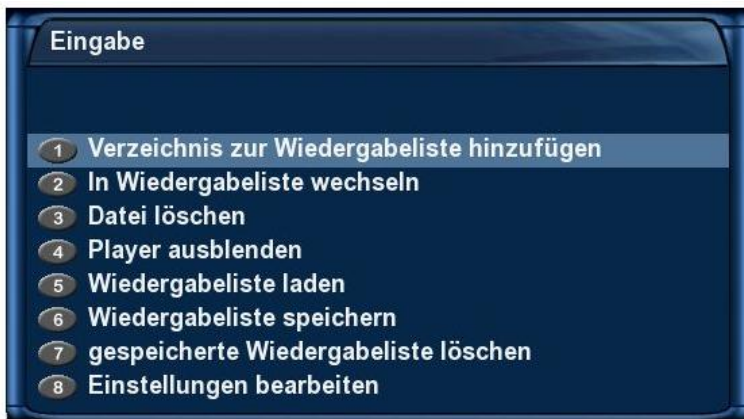 Eingabe
1 Verzeichnis zur Wiedergabeliste hinzufügen
2 In Wiedergabeliste wechseln
3 Datei löschen
4 Player ausblenden
5 Wiedergabeliste laden
6 Wiedergabeliste speichern
7 gespeicherte Wiedergabeliste löschen
8 Einstellungen bearbeiten